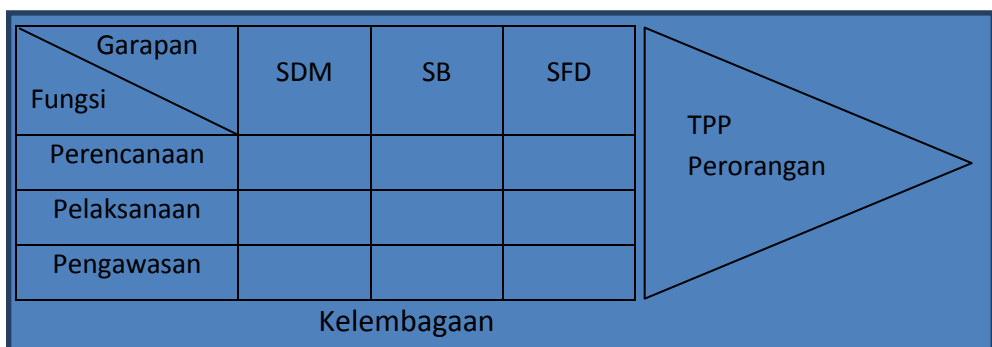 Garapan
Fungsi
SDM
SB
SFD
Perencanaan
Pelaksanaan
Pengawasan
TPP
Perorangan
Kelembagaan